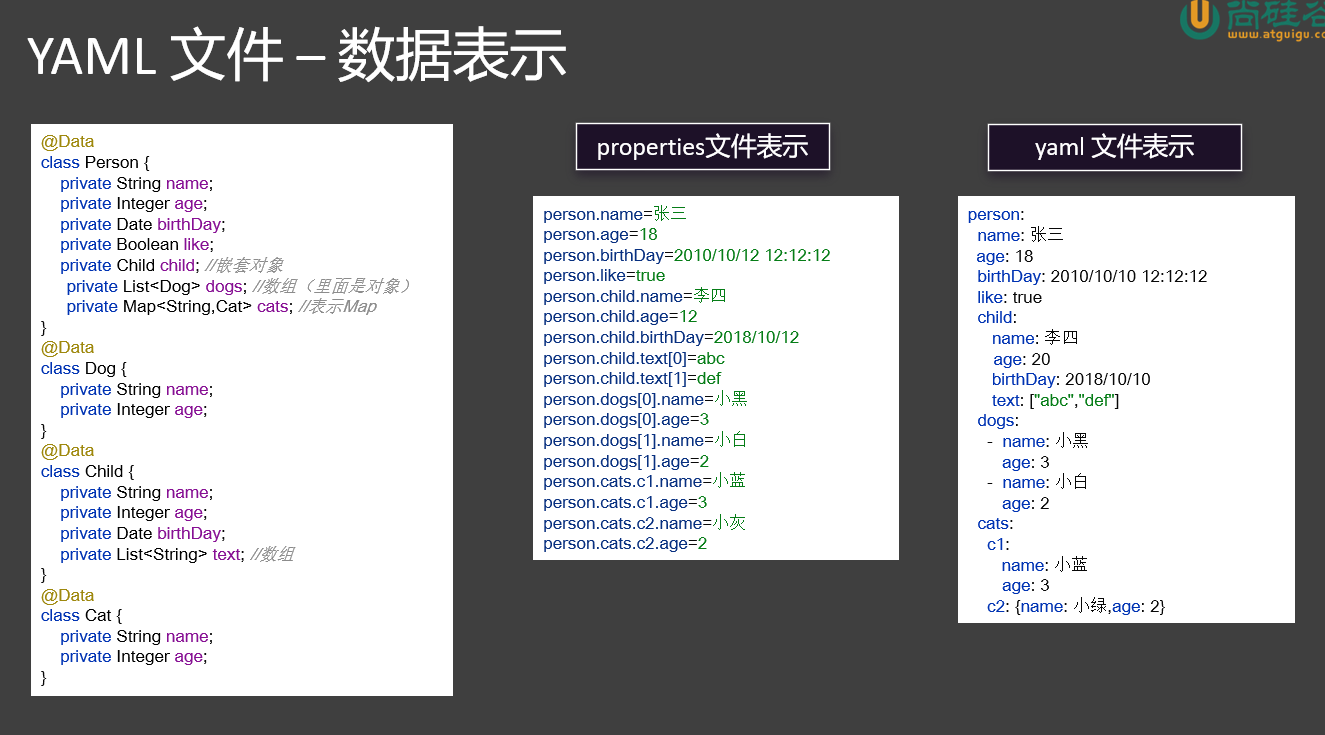 尚硅谷
www.atguigu.co
YAML 文件 – 数据表示
@Data
class Person {
private String name;
private Integer age;
private Date birthDay;
private Boolean like;
private Child child; //嵌套对象
private List<Dog> dogs; //数组（里面是对象）
private Map<String,Cat> cats; //表示Map
}
@Data
class Dog {
private String name;
private Integer age;
}
@Data
class Child {
private String name;
private Integer age;
private Date birthDay;
private List<String> text; //数组
}
@Data
class Cat {
private String name;
private Integer age;
}
properties文件表示
person.name=张三
person.age=18
person.birthDay=2010/10/12 12:12:12
person.like=true
person.child.name=李四
person.child.age=12
person.child.birthDay=2018/10/12
person.child.text[0]=abc
person.child.text[1]=def
person.dogs[0].name=小黑
person.dogs[0].age=3
person.dogs[1].name=小白
person.dogs[1].age=2
person.cats.c1.name=小蓝
person.cats.c1.age=3
person.cats.c2.name=小灰
person.cats.c2.age=2
yaml 文件表示
person:
name: 张三
age: 18
birthDay: 2010/10/10 12:12:12
like: true
child:
name: 李四
age: 20
birthDay: 2018/10/10
text: ["abc","def"]
dogs:
- name: 小黑
age: 3
- name: 小白
age: 2
cats:
c1:
name: 小蓝
age: 3
c2: {name: 小绿,age: 2}